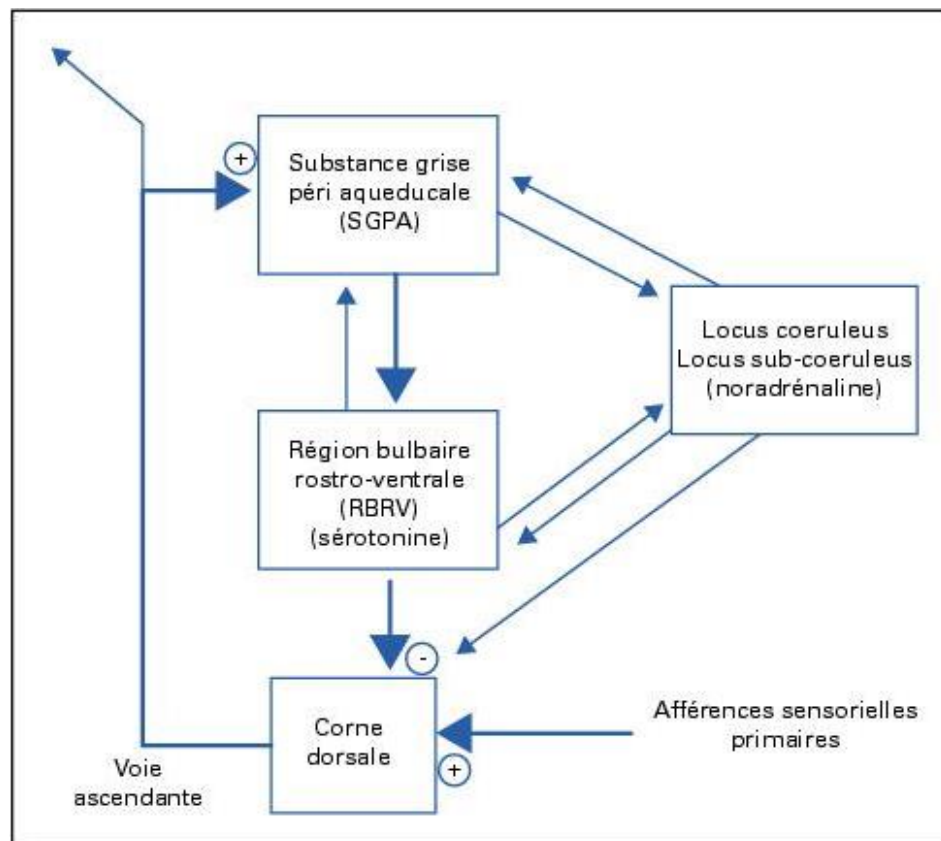 +
Substance grise
péri aqueducale
(SGPA)
Locus coeruleus
Locus sub-coeruleus
(noradrénaline)
Région bulbaire
rostro-ventrale
(RBRV)
(sérotonine)
-
Corne
dorsale
+
Afférences sensorielles
primaires
Voie
ascendante